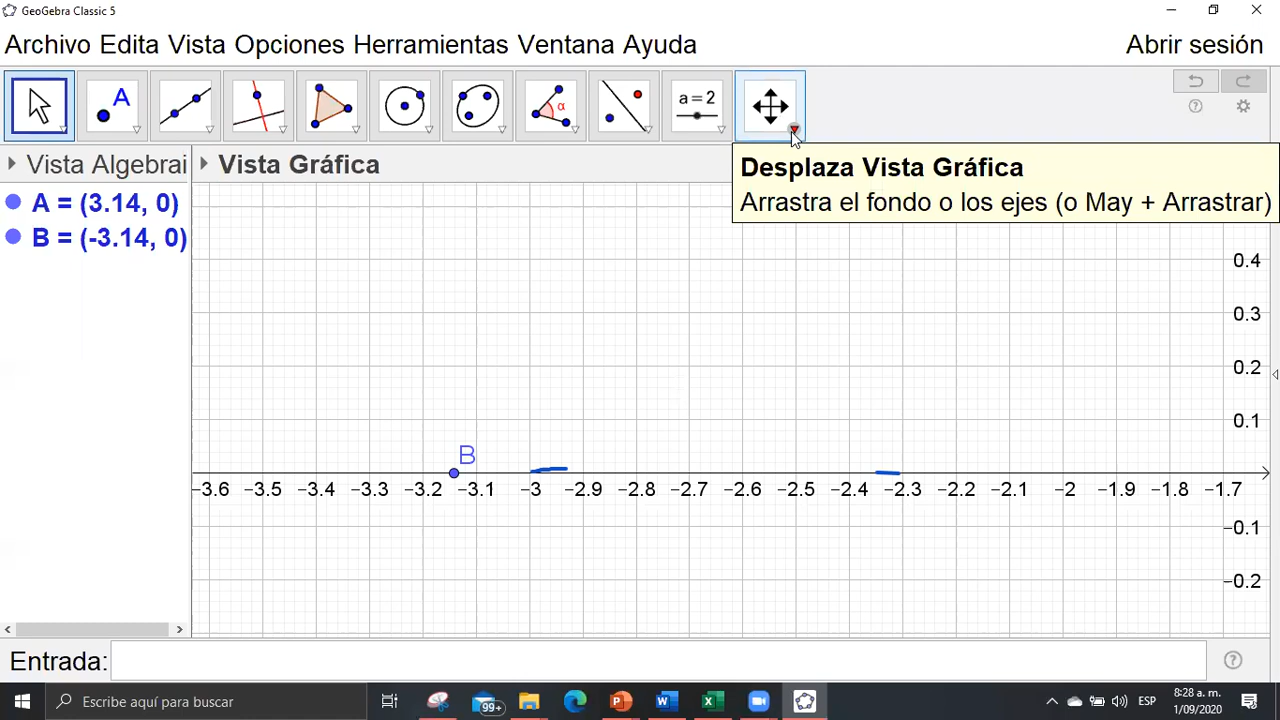 GeoGebra Classic 5
Archivo Edita Vista Opciones Herramientas Ventana Ayuda
Abrir sesión
A
α
a = 2
Vista Algebrai
Vista Gráfica
Desplaza Vista Gráfica
Arrastra el fondo o los ejes (o May + Arrastrar)
A = (3.14, 0)
B = (-3.14, 0)
0.4
0.3
0.2
0.1
B
−3.6 −3.5 −3.4 −3.3 −3.2 −3.1 −3 −2.9 −2.8 −2.7 −2.6 −2.5 −2.4 −2.3 −2.2 −2.1 −2 −1.9 −1.8 −1.7
−0.1
−0.2
Entrada:
Escribe aquí para buscar
99+
ESP
8:28 a. m.
1/09/2020